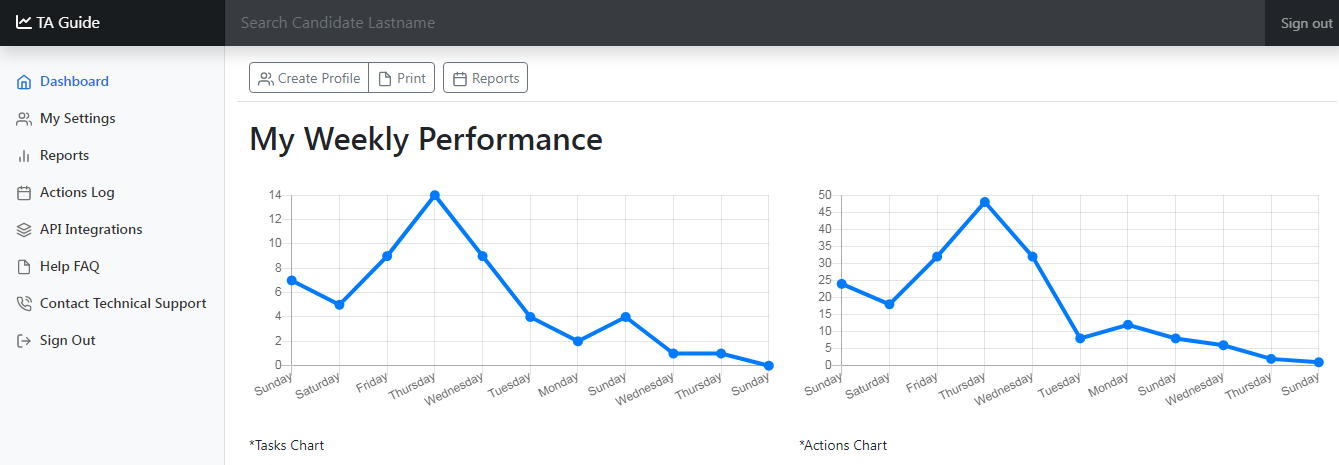 TA Guide
Search Candidate Lastname
Sign out
Dashboard
My Settings
Reports
Actions Log
API Integrations
Help FAQ
Contact Technical Support
Sign Out
Create Profile Print Reports
My Weekly Performance
14
12
10
8
6
4
2
0
Sunday Saturday Friday Thursday Wednesday Tuesday Monday Sunday Wednesday Thursday Sunday
*Tasks Chart
50
45
40
35
30
25
20
15
10
5
0
Sunday Saturday Friday Thursday Wednesday Tuesday Monday Sunday Wednesday Thursday Sunday
*Actions Chart